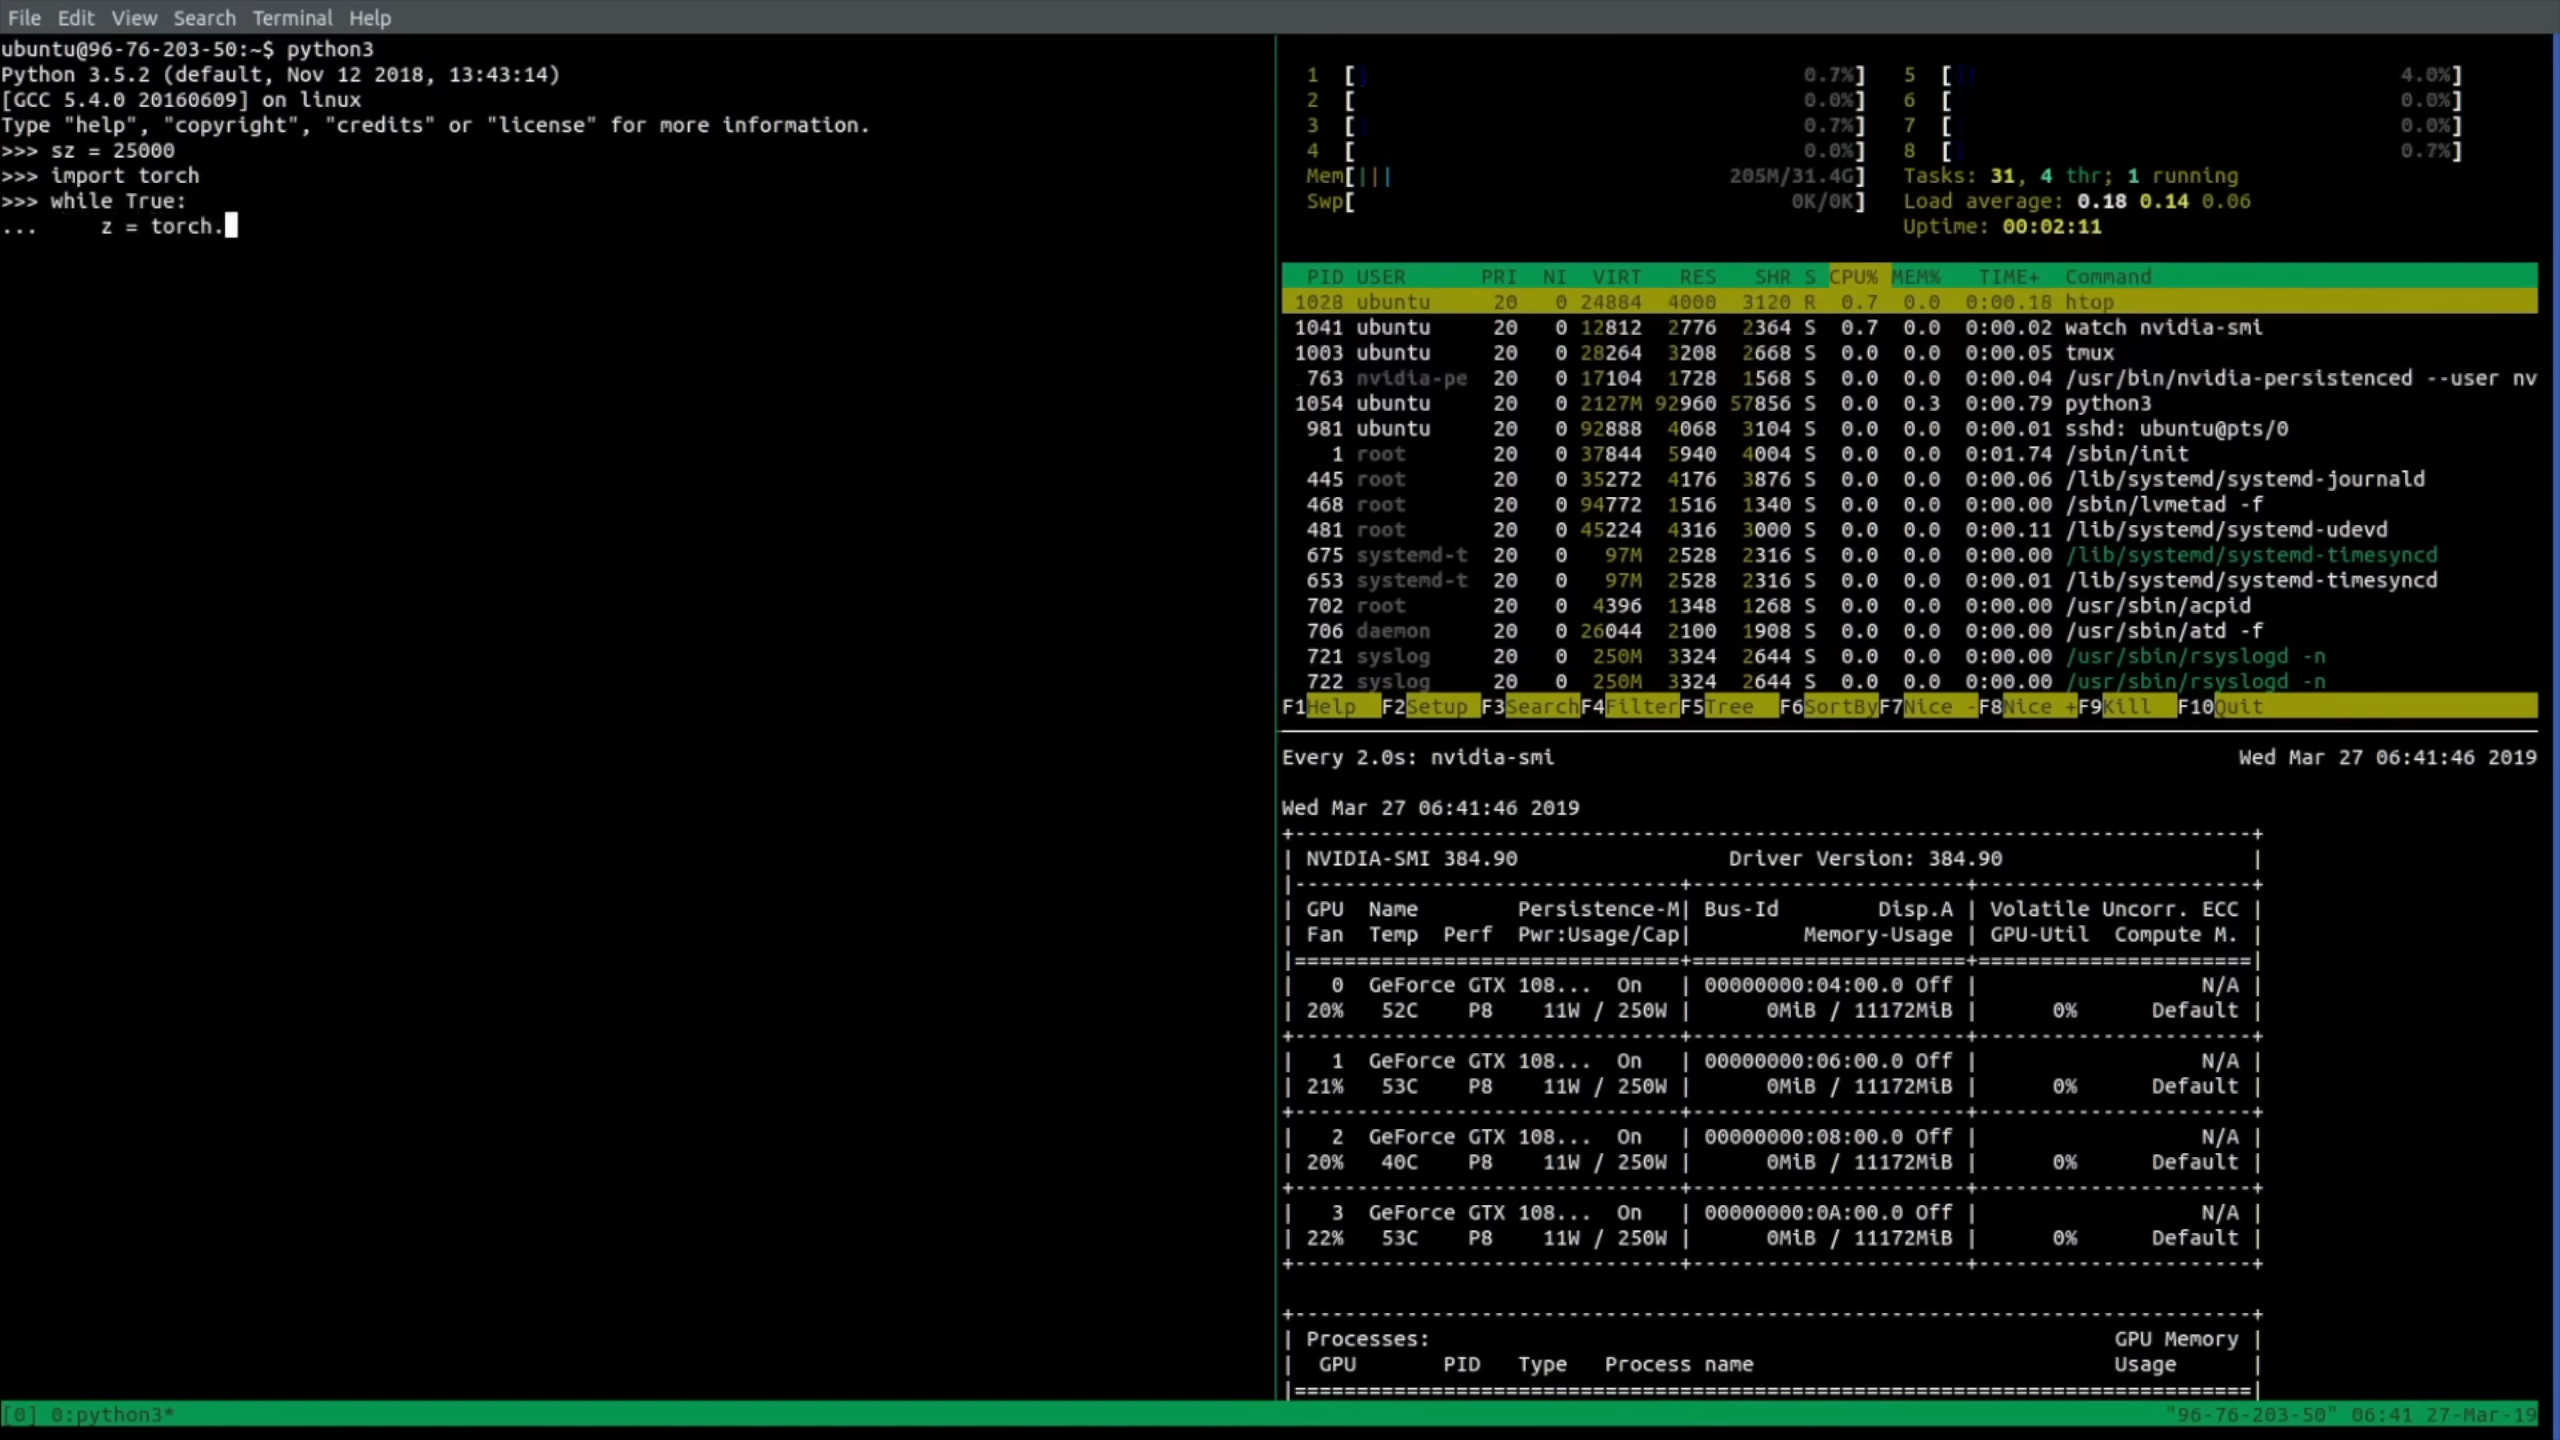 File Edit View Search Terminal Help
ubuntu@96-76-203-50:~$ python3
Python 3.5.2 (default, Nov 12 2018, 13:43:14)
[GCC 5.4.0 20160609] on linux
Type "help", "copyright", "credits" or "license" for more information.
>>> sz = 25000
>>> import torch
>>> while True:
...     z = torch.
1 [ 0.7%] 5 [ 4.0%]
2 [ 0.0%] 6 [ 0.0%]
3 [ 0.7%] 7 [ 0.0%]
4 [ 0.0%] 8 [ 0.7%]
Mem[||| 205M/31.4G] Tasks: 31, 4 thr; 1 running
Swp[ 0K/0K] Load average: 0.18 0.14 0.06
Uptime: 00:02:11
PID USER PRI NI VIRT RES SHR S CPU% MEM% TIME+ Command
1028 ubuntu 20 0 24884 4000 3120 R 0.7 0.0 0:00.18 htop
1041 ubuntu 20 0 12812 2776 2364 S 0.7 0.0 0:00.02 watch nvidia-smi
1003 ubuntu 20 0 28264 3208 2668 S 0.0 0.0 0:00.05 tmux
763 nvidia-pe 20 0 17104 1728 1568 S 0.0 0.0 0:00.04 /usr/bin/nvidia-persistenced --user nv
1054 ubuntu 20 0 2127M 92960 57856 S 0.0 0.3 0:00.79 python3
981 ubuntu 20 0 92888 4068 3104 S 0.0 0.0 0:00.01 sshd: ubuntu@pts/0
1 root 20 0 37844 5940 4004 S 0.0 0.0 0:01.74 /sbin/init
445 root 20 0 35272 4176 3876 S 0.0 0.0 0:00.06 /lib/systemd/systemd-journald
468 root 20 0 94772 1516 1340 S 0.0 0.0 0:00.00 /sbin/lvmetad -f
481 root 20 0 45224 4316 3000 S 0.0 0.0 0:00.11 /lib/systemd/systemd-udevd
675 systemd-t 20 0 97M 2528 2316 S 0.0 0.0 0:00.00 /lib/systemd/systemd-timesyncd
653 systemd-t 20 0 97M 2528 2316 S 0.0 0.0 0:00.01 /lib/systemd/systemd-timesyncd
702 root 20 0 4396 1348 1268 S 0.0 0.0 0:00.00 /usr/sbin/acpid
706 daemon 20 0 26044 2100 1908 S 0.0 0.0 0:00.00 /usr/sbin/atd -f
721 syslog 20 0 250M 3324 2644 S 0.0 0.0 0:00.00 /usr/sbin/rsyslogd -n
722 syslog 20 0 250M 3324 2644 S 0.0 0.0 0:00.00 /usr/sbin/rsyslogd -n
F1Help F2Setup F3SearchF4FilterF5Tree F6SortByF7Nice -F8Nice +F9Kill F10Quit
Every 2.0s: nvidia-smi Wed Mar 27 06:41:46 2019
Wed Mar 27 06:41:46 2019
+-----------------------------------------------------------------------------+
| NVIDIA-SMI 384.90                 Driver Version: 384.90                    |
|-------------------------------+----------------------+----------------------+
| GPU  Name        Persistence-M| Bus-Id        Disp.A | Volatile Uncorr. ECC |
| Fan  Temp  Perf  Pwr:Usage/Cap|         Memory-Usage | GPU-Util  Compute M. |
|===============================+======================+======================|
|   0  GeForce GTX 108...  On   | 00000000:04:00.0 Off |                  N/A |
| 20%   52C    P8    11W / 250W |      0MiB / 11172MiB |      0%      Default |
+-------------------------------+----------------------+----------------------+
|   1  GeForce GTX 108...  On   | 00000000:06:00.0 Off |                  N/A |
| 21%   53C    P8    11W / 250W |      0MiB / 11172MiB |      0%      Default |
+-------------------------------+----------------------+----------------------+
|   2  GeForce GTX 108...  On   | 00000000:08:00.0 Off |                  N/A |
| 20%   40C    P8    11W / 250W |      0MiB / 11172MiB |      0%      Default |
+-------------------------------+----------------------+----------------------+
|   3  GeForce GTX 108...  On   | 00000000:0A:00.0 Off |                  N/A |
| 22%   53C    P8    11W / 250W |      0MiB / 11172MiB |      0%      Default |
+-------------------------------+----------------------+----------------------+
+-----------------------------------------------------------------------------+
| Processes:                                                       GPU Memory |
|  GPU       PID   Type   Process name                             Usage      |
|=============================================================================|
[0] 0:python3* "96-76-203-50" 06:41 27-Mar-19